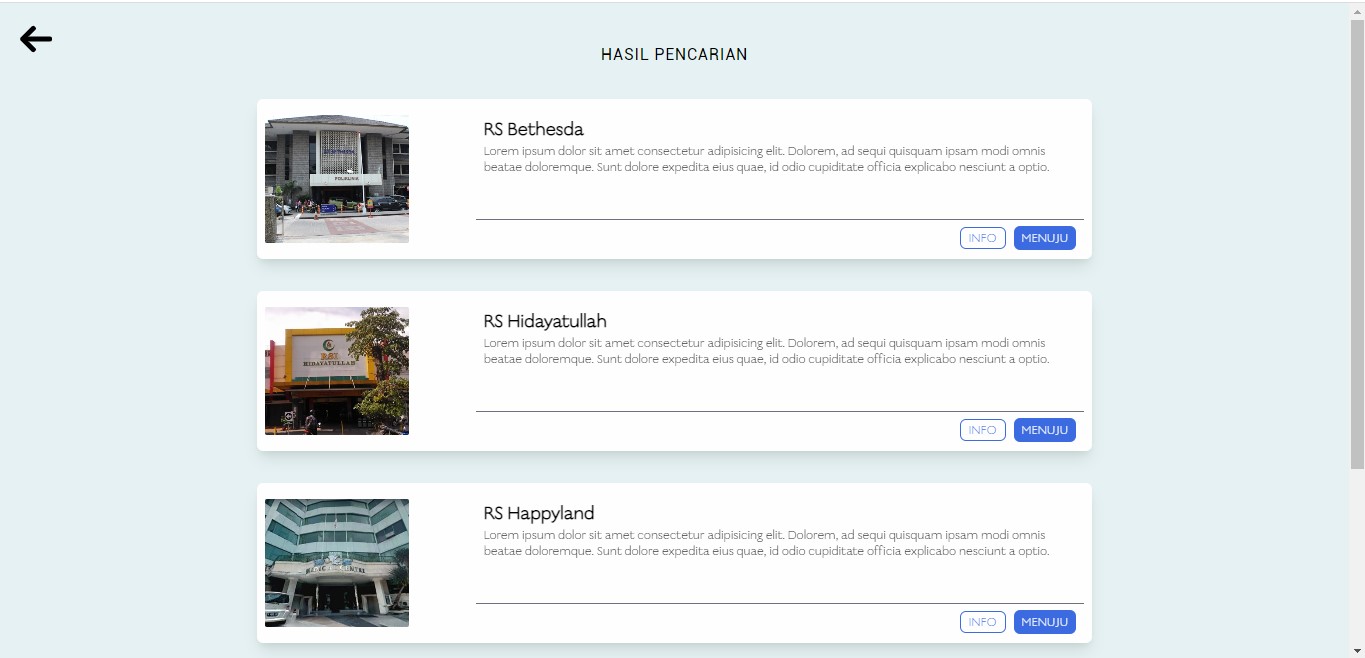 HASIL PENCARIAN
RS Bethesda
Lorem ipsum dolor sit amet consectetur adipisicing elit. Dolorem, ad sequi quisquam ipsam modi omnis
beatae doloremque. Sunt dolore expedita eius quae, id odio cupiditate officia explicabo nesciunt a optio.
POLIKLINIK
INFO
MENUJU
RS Hidayatullah
Lorem ipsum dolor sit amet consectetur adipisicing elit. Dolorem, ad sequi quisquam ipsam modi omnis
beatae doloremque. Sunt dolore expedita eius quae, id odio cupiditate officia explicabo nesciunt a optio.
RSI
HIDAYATULLAH
INFO
MENUJU
RS Happyland
Lorem ipsum dolor sit amet consectetur adipisicing elit. Dolorem, ad sequi quisquam ipsam modi omnis
beatae doloremque. Sunt dolore expedita eius quae, id odio cupiditate officia explicabo nesciunt a optio.
INFO
MENUJU